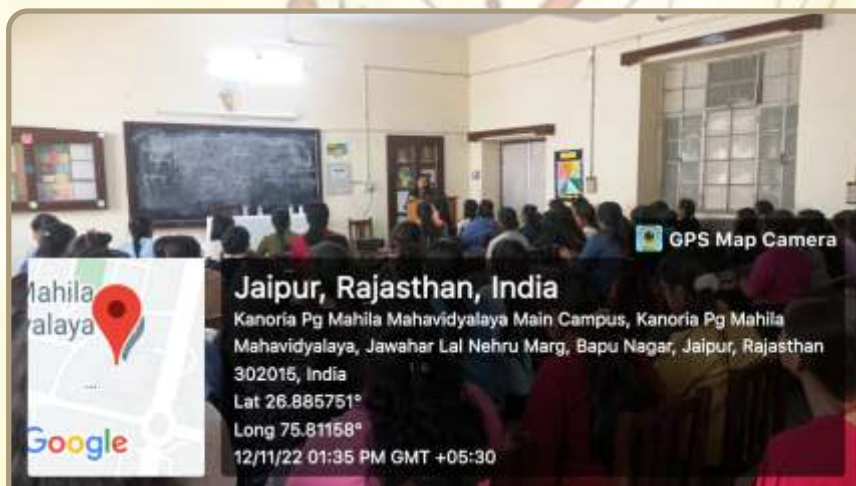 GPS Map Camera
Mahila
yalaya
Google
Jaipur, Rajasthan, India
Kanoria Pg Mahila Mahavidyalaya Main Campus, Kanoria Pg Mahila
Mahavidyalaya, Jawahar Lal Nehru Marg, Bapu Nagar, Jaipur, Rajasthan
302015, India
Lat 26.885751°
Long 75.81158°
12/11/22 01:35 PM GMT +05:30